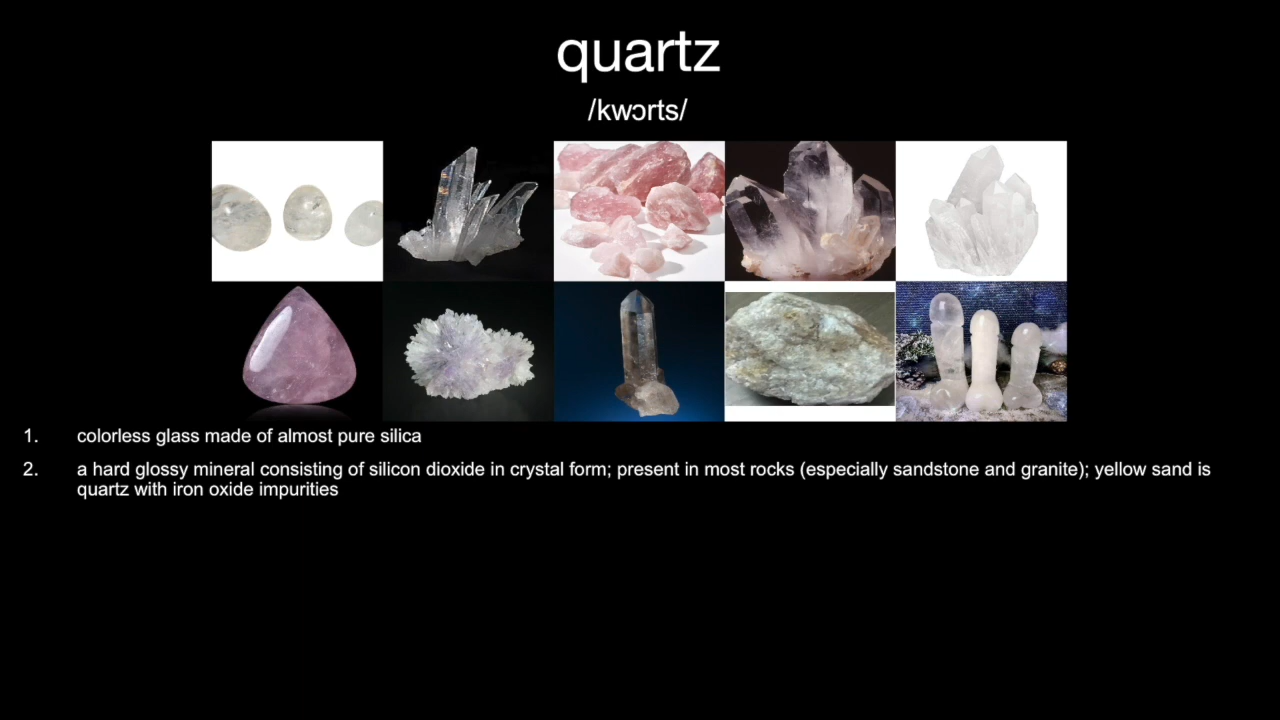 quartz
/kwɔrts/
1. colorless glass made of almost pure silica
2. a hard glossy mineral consisting of silicon dioxide in crystal form; present in most rocks (especially sandstone and granite); yellow sand is
quartz with iron oxide impurities